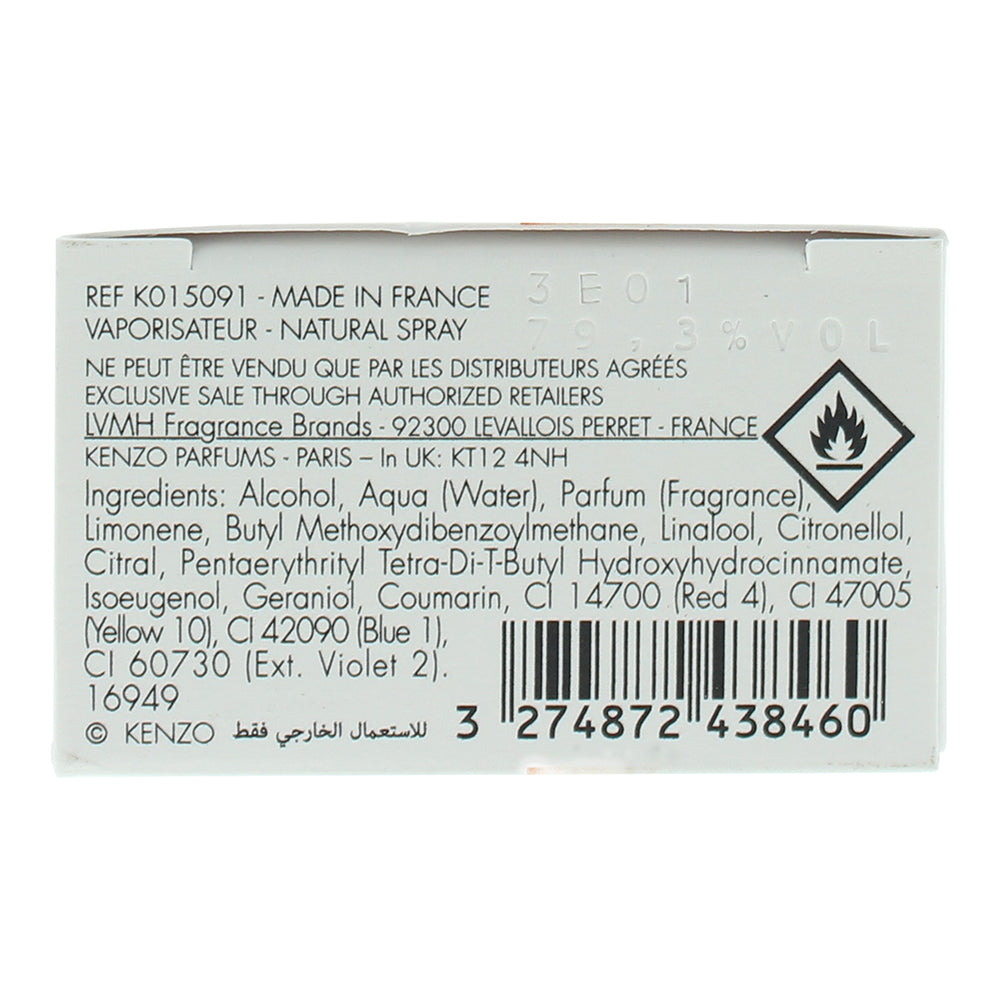 REF K015091 - MADE IN FRANCE
3 E 0 1
VAPORISATEUR - NATURAL SPRAY
79,3%VOL
NE PEUT ÊTRE VENDU QUE PAR LES DISTRIBUTEURS AGRÉÉS
EXCLUSIVE SALE THROUGH AUTHORIZED RETAILERS
LVMH Fragrance Brands - 92300 LEVALLOIS PERRET - FRANCE
KENZO PARFUMS - PARIS – In UK: KT12 4NH
Ingredients: Alcohol, Aqua (Water), Parfum (Fragrance),
Limonene, Butyl Methoxydibenzoylmethane, Linalool, Citronellol,
Citral, Pentaerythrityl Tetra-Di-T-Butyl Hydroxyhydrocinnamate,
Isoeugenol, Geraniol, Coumarin, CI 14700 (Red 4), CI 47005
(Yellow 10), CI 42090 (Blue 1),
CI 60730 (Ext. Violet 2).
16949
© KENZO للاستعمال الخارجي فقط
3 274872 438460